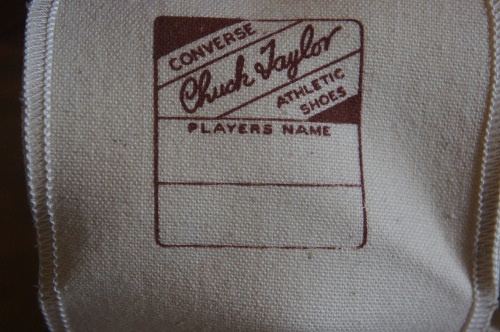 CONVERSE
Chuck Taylor
ATHLETIC
SHOES
PLAYERS NAME